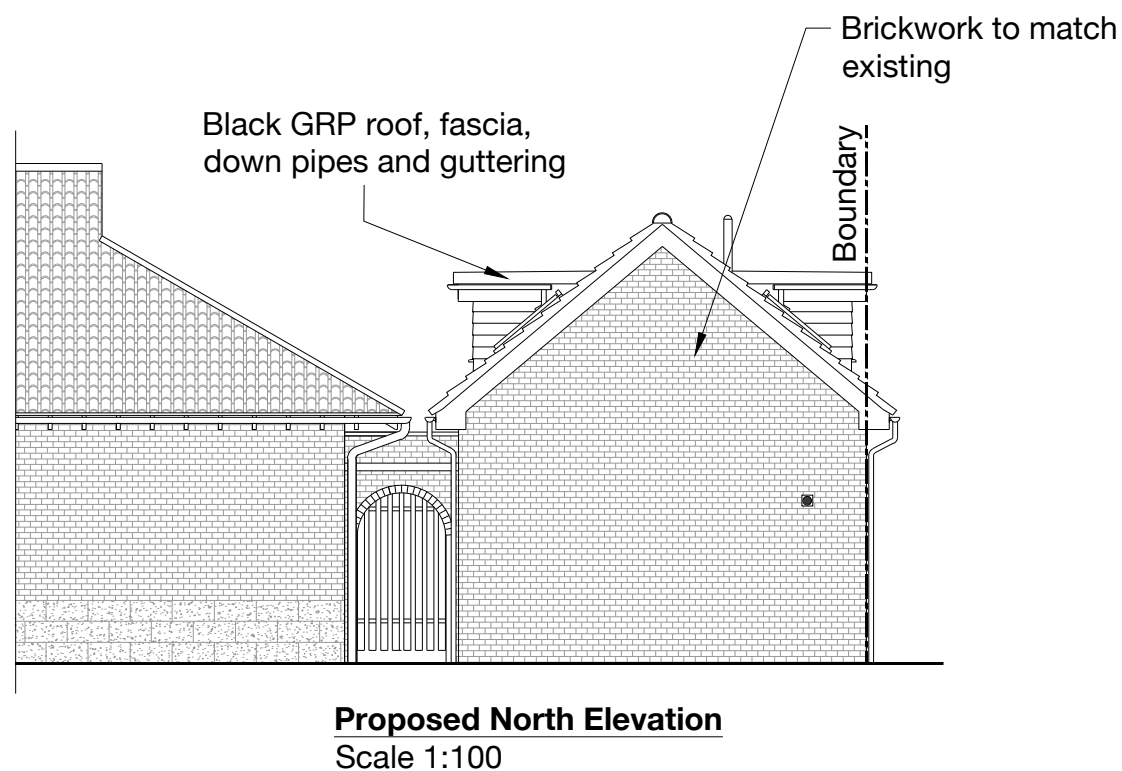 Brickwork to match
existing
Black GRP roof, fascia,
down pipes and guttering
Boundary
Proposed North Elevation
Scale 1:100